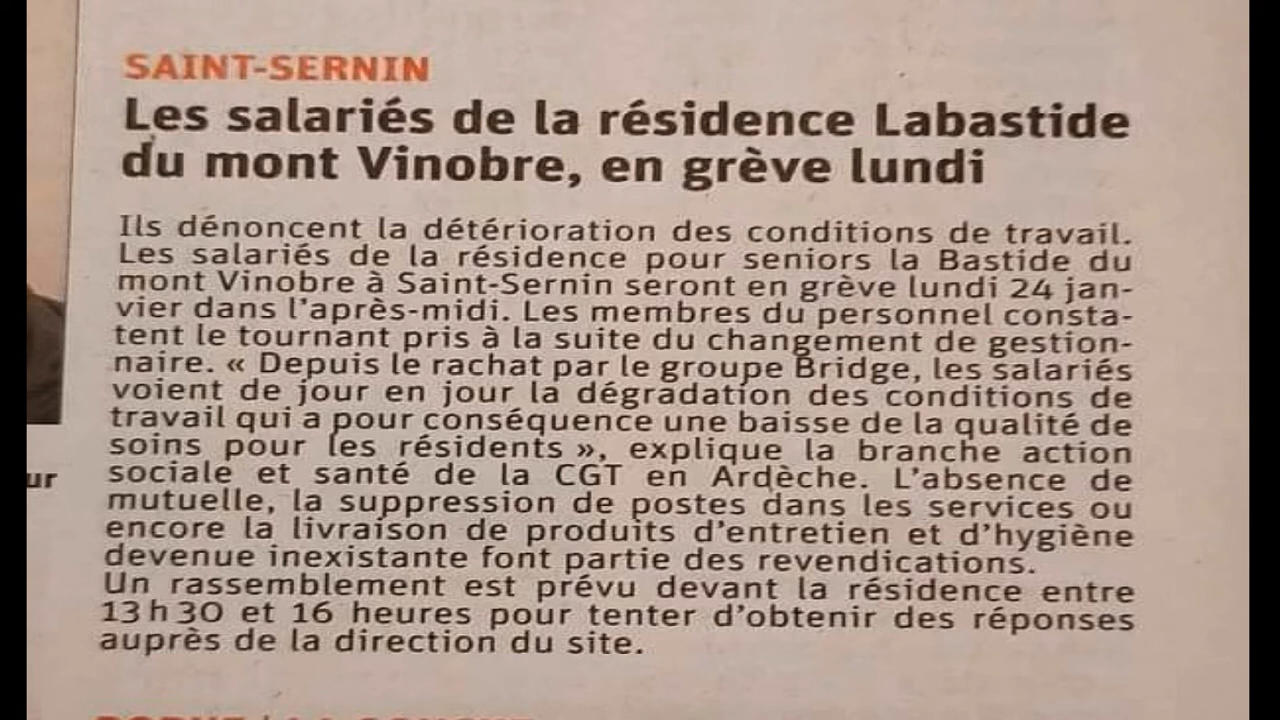 SAINT-SERNIN
Les salariés de la résidence Labastide
du mont Vinobre, en grève lundi
Ils dénoncent la détérioration des conditions de travail.
Les salariés de la résidence pour seniors la Bastide du
mont Vinobre à Saint-Sernin seront en grève lundi 24 jan-
vier dans l'après-midi. Les membres du personnel consta-
tent le tournant pris à la suite du changement de gestion-
naire. « Depuis le rachat par le groupe Bridge, les salariés
voient de jour en jour la dégradation des conditions de
travail qui a pour conséquence une baisse de la qualité de
soins pour les résidents », explique la branche action
sociale et santé de la CGT en Ardèche. L'absence de
mutuelle, la suppression de postes dans les services ou
encore la livraison de produits d'entretien et d'hygiène
devenue inexistante font partie des revendications.
Un rassemblement est prévu devant la résidence entre
13 h 30 et 16 heures pour tenter d'obtenir des réponses
auprès de la direction du site.
ur